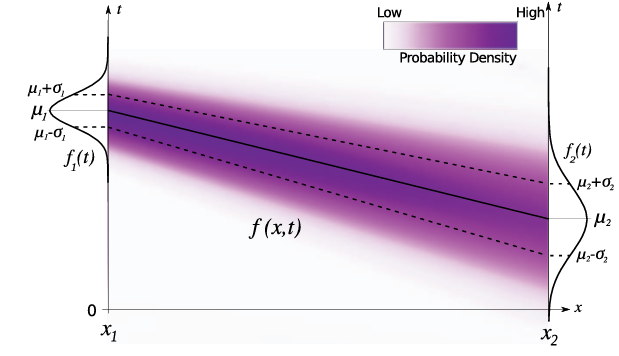 Low High
Probability Density
t
t
μ₁+σ₁
μ₁
μ₁-σ₁
f₁(t)
f₂(t)
μ₂+σ₂
μ₂
μ₂-σ₂
f(x,t)
0
x
x₁
x₂